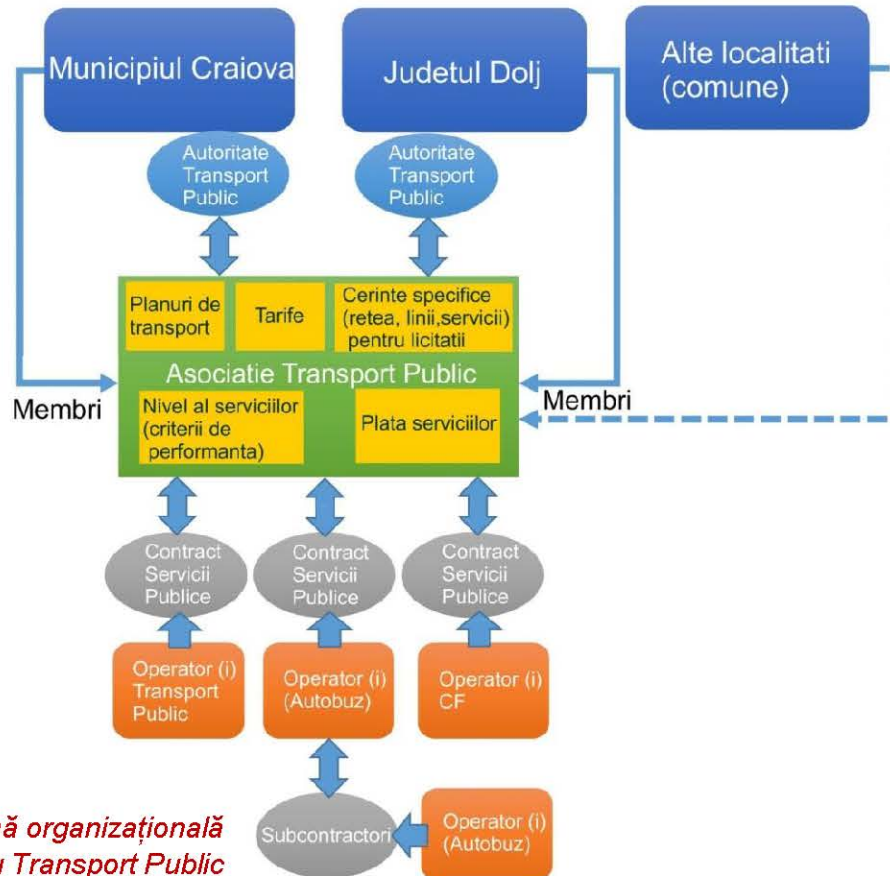 Municipiul Craiova
Judetul Dolj
Alte localitati
(comune)
Autoritate
Transport
Public
Autoritate
Transport
Public
Planuri de
transport
Tarife
Cerinte specifice
(retea, linii,servicii)
pentru licitatii
Asociatie Transport Public
Membri
Membri
Nivel al serviciilor
(criterii de
performanta)
Plata serviciilor
Contract
Servicii
Publice
Contract
Servicii
Publice
Contract
Servicii
Publice
Operator (i)
Transport
Public
Operator (i)
(Autobuz)
Operator (i)
CF
Subcontractori
Operator (i)
(Autobuz)
organizațională
Transport Public